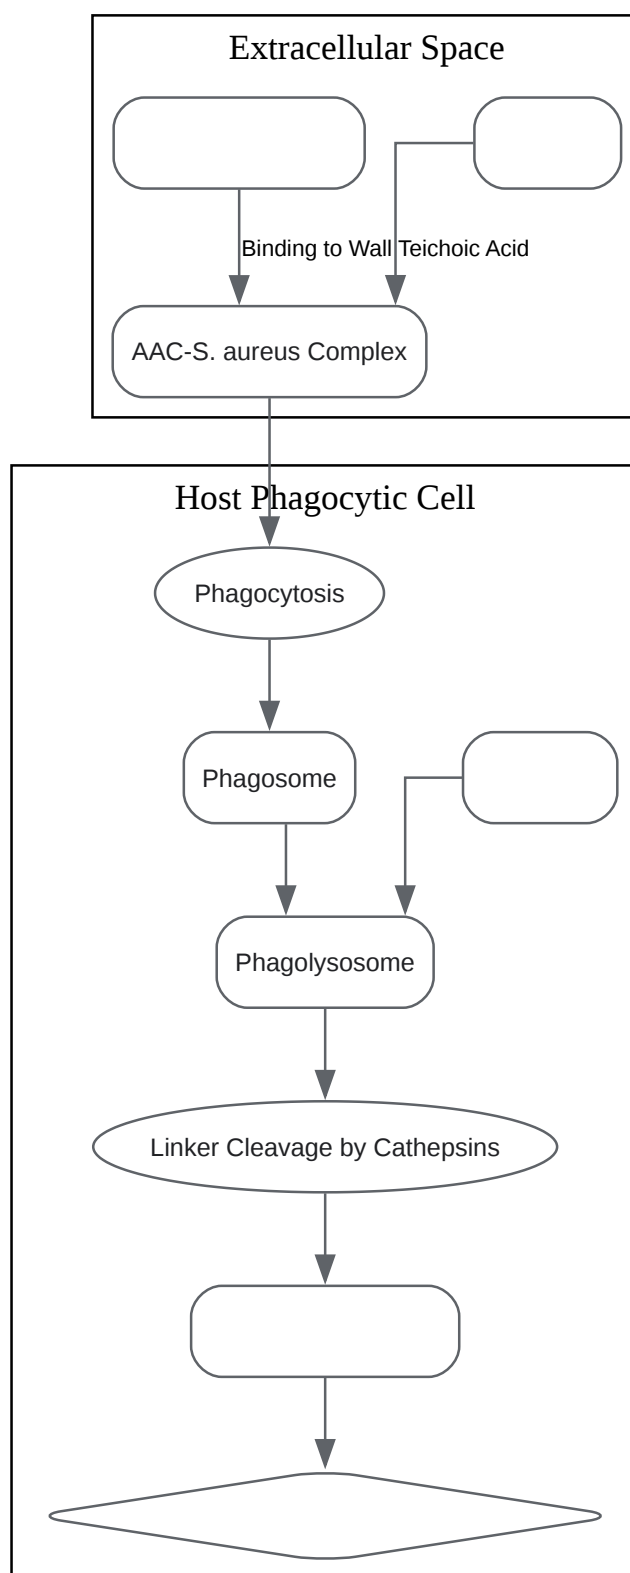 Extracellular Space
Binding to Wall Teichoic Acid
AAC-S. aureus Complex
Host Phagocytic Cell
Phagocytosis
Phagosome
Phagolysosome
Linker Cleavage by Cathepsins